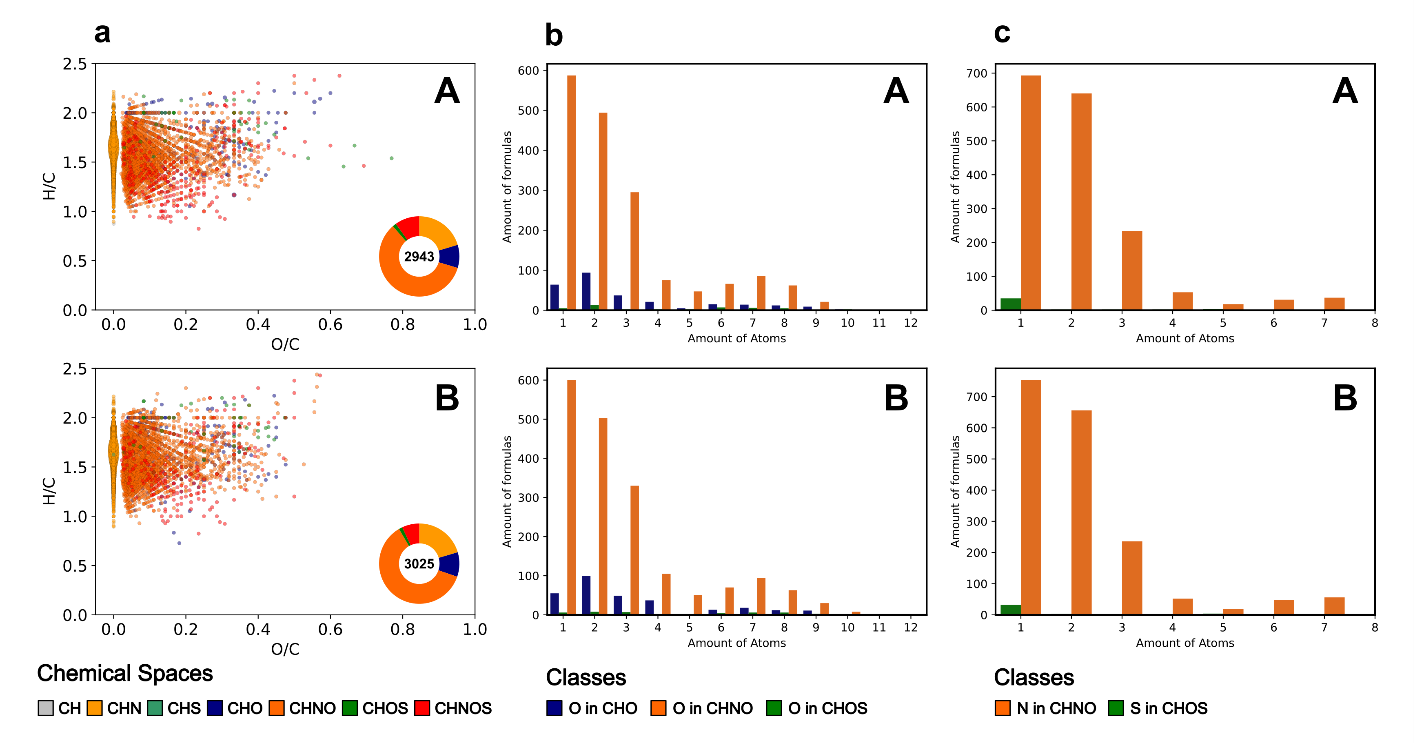 a
b
c
2.5
2.0
1.5
1.0
0.5
0.0
H/C
A
2943
0.0 0.2 0.4 0.6 0.8 1.0
O/C
600
500
400
300
200
100
0
Amount of formulas
A
1 2 3 4 5 6 7 8 9 10 11 12
Amount of Atoms
700
600
500
400
300
200
100
0
Amount of formulas
A
1 2 3 4 5 6 7 8
Amount of Atoms
2.5
2.0
1.5
1.0
0.5
0.0
H/C
B
3025
0.0 0.2 0.4 0.6 0.8 1.0
O/C
600
500
400
300
200
100
0
Amount of formulas
B
1 2 3 4 5 6 7 8 9 10 11 12
Amount of Atoms
700
600
500
400
300
200
100
0
Amount of formulas
B
1 2 3 4 5 6 7 8
Amount of Atoms
Chemical Spaces
CH CHN CHS CHO CHNO CHOS CHNOS
Classes
O in CHO O in CHNO O in CHOS
Classes
N in CHNO S in CHOS